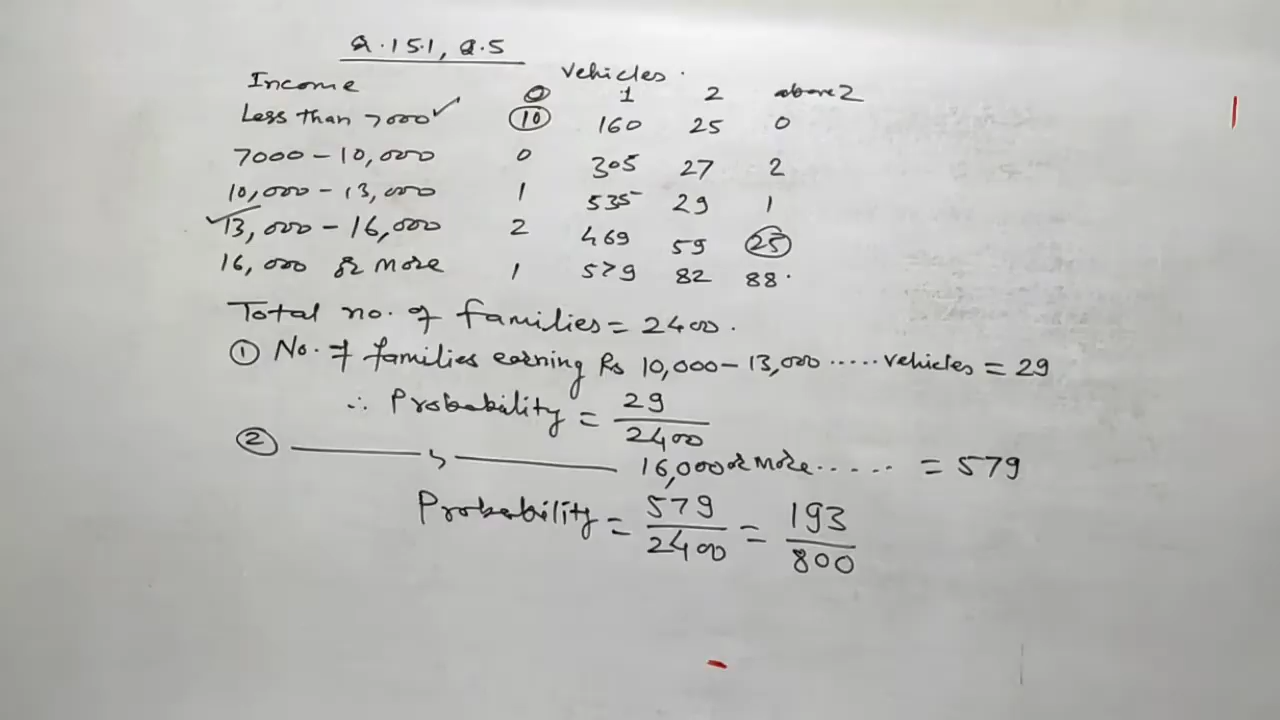 Q.15.1, Q.5
Income Vehicles.
0 1 2 above 2
Less than 7000 ✓ 10 160 25 0
7000 - 10,000 0 305 27 2
10,000 - 13,000 1 535 29 1
13,000 - 16,000 2 469 59 25
16,000 or more 1 579 82 88.
Total no. of families = 2400.
① No. of families earning Rs 10,000 - 13,000 ..... vehicles = 29
∴ Probability = 29/2400
② ——— " ——— 16,000 or more...... = 579
Probability = 579/2400 = 193/800